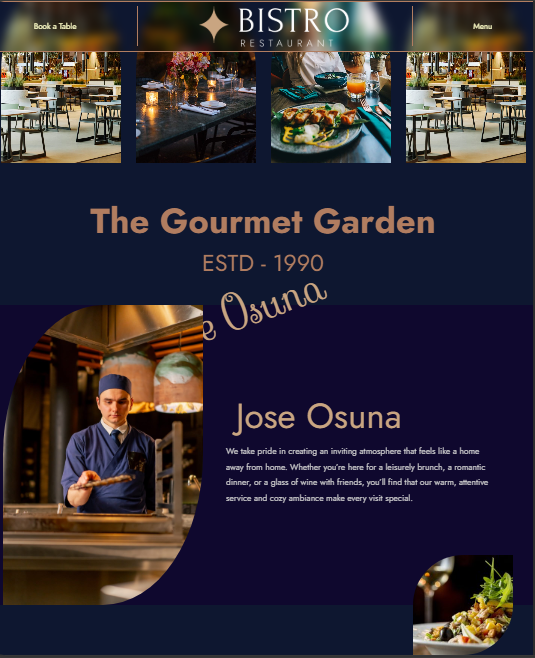 Book a Table
BISTRO
RESTAURANT
Menu
The Gourmet Garden
ESTD - 1990
Osuna
Jose Osuna
We take pride in creating an inviting atmosphere that feels like a home
away from home. Whether you're here for a leisurely brunch, a romantic
dinner, or a glass of wine with friends, you'll find that our warm, attentive
service and cozy ambiance make every visit special.